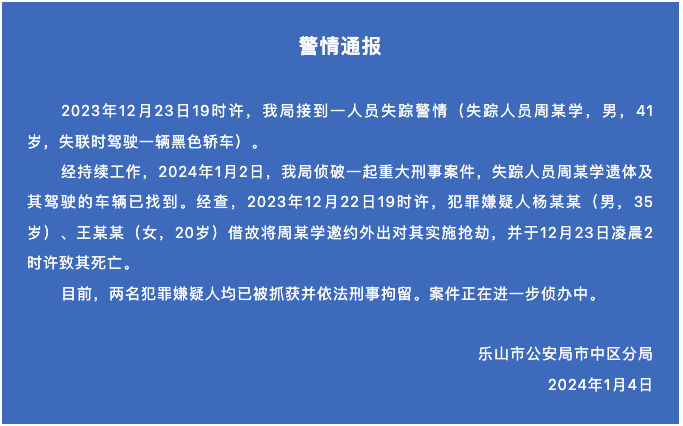 警情通报
2023年12月23日19时许，我局接到一人员失踪警情（失踪人员周某学，男，41
岁，失联时驾驶一辆黑色轿车）。
经持续工作，2024年1月2日，我局侦破一起重大刑事案件，失踪人员周某学遗体及
其驾驶的车辆已找到。经查，2023年12月22日19时许，犯罪嫌疑人杨某某（男，35
岁）、王某某（女，20岁）借故将周某学邀约外出对其实施抢劫，并于12月23日凌晨2
时许致其死亡。
目前，两名犯罪嫌疑人均已被抓获并依法刑事拘留。案件正在进一步侦办中。
乐山市公安局市中区分局
2024年1月4日